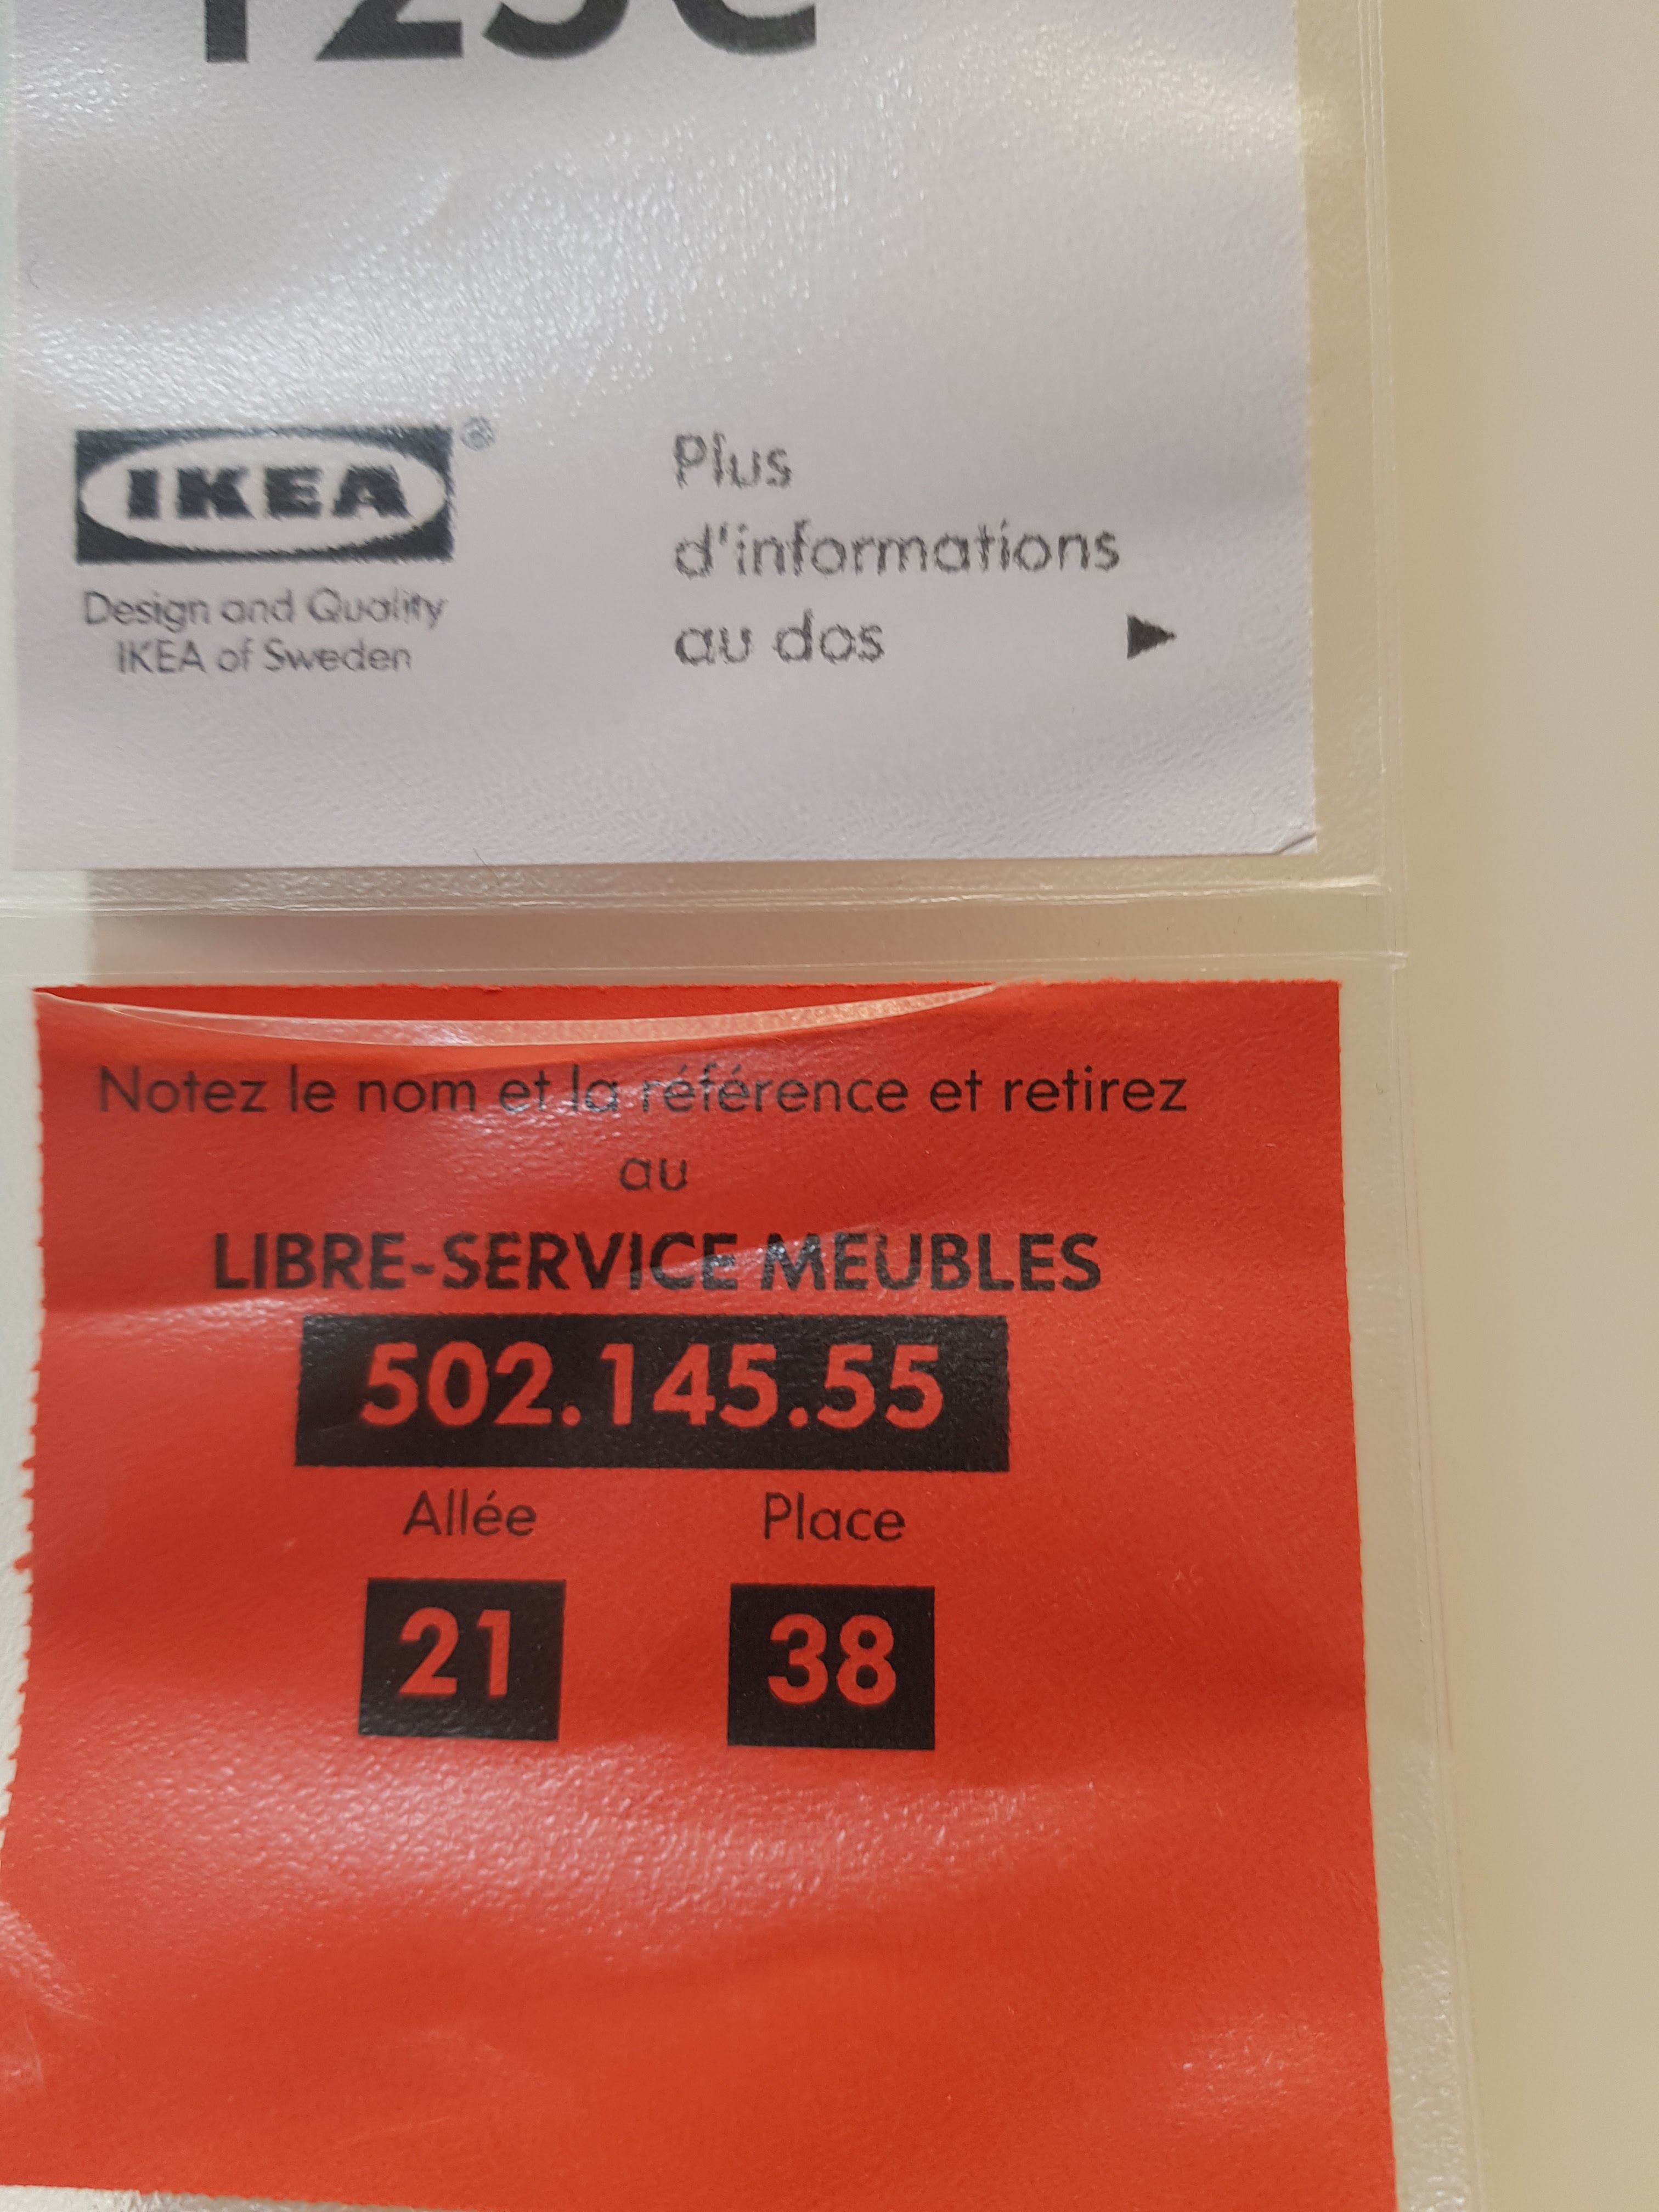 IKEA®
Design and Quality
IKEA of Sweden
Plus
d'informations
au dos
Notez le nom et la référence et retirez
au
LIBRE-SERVICE MEUBLES
502.145.55
Allée Place
21 38